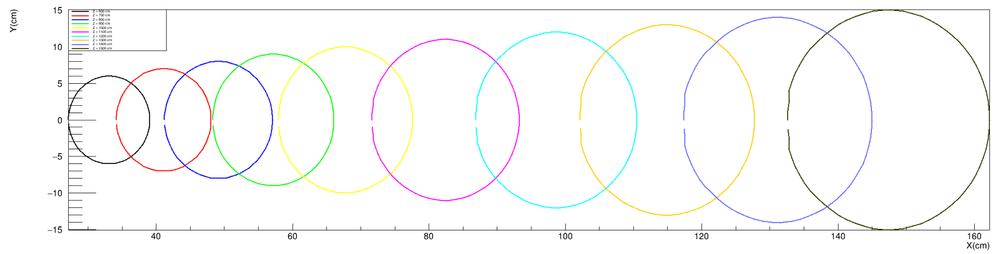 Y(cm)
15
10
5
0
−5
−10
−15
Z = 600 cm
Z = 700 cm
Z = 800 cm
Z = 900 cm
Z = 1000 cm
Z = 1100 cm
Z = 1200 cm
Z = 1300 cm
Z = 1400 cm
Z = 1500 cm
40 60 80 100 120 140 160
X(cm)